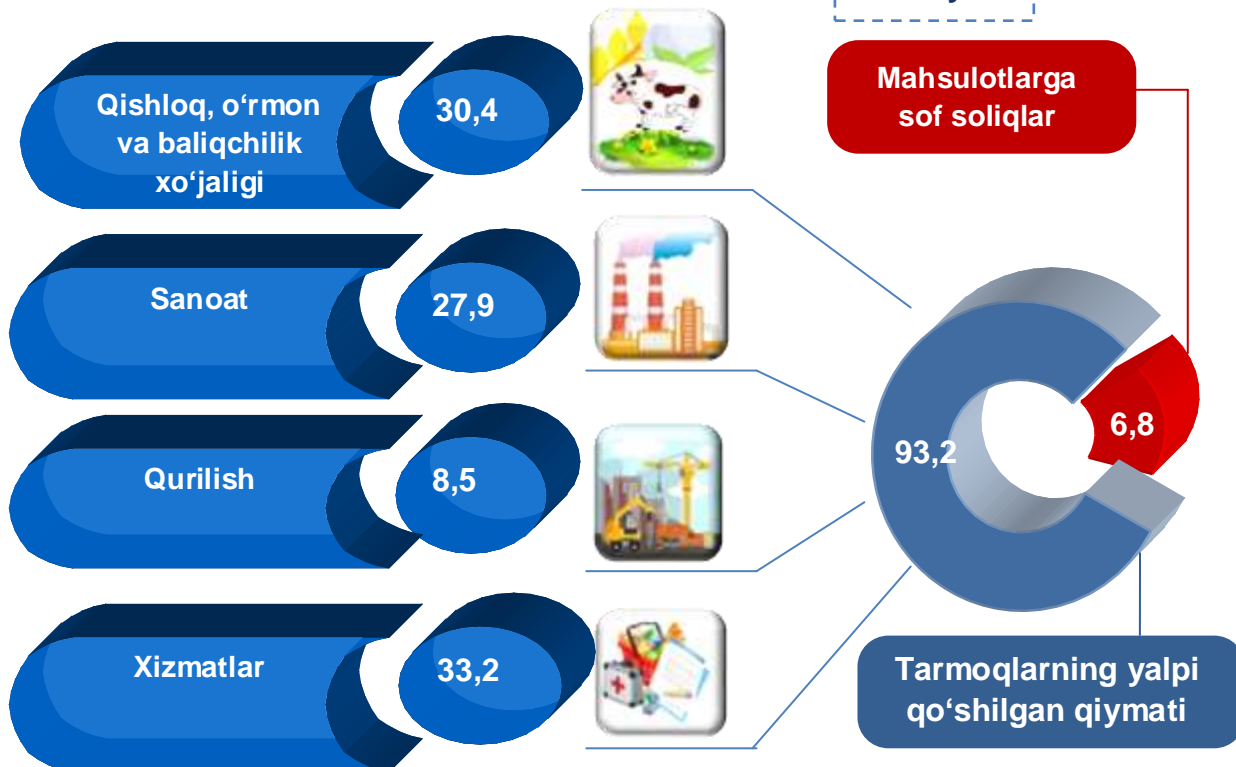 Qishloq, o‘rmon
va baliqchilik
xo‘jaligi
30,4
Sanoat
27,9
Qurilish
8,5
Xizmatlar
33,2
Mahsulotlarga
sof soliqlar
93,2
6,8
Tarmoqlarning yalpi
qo‘shilgan qiymati